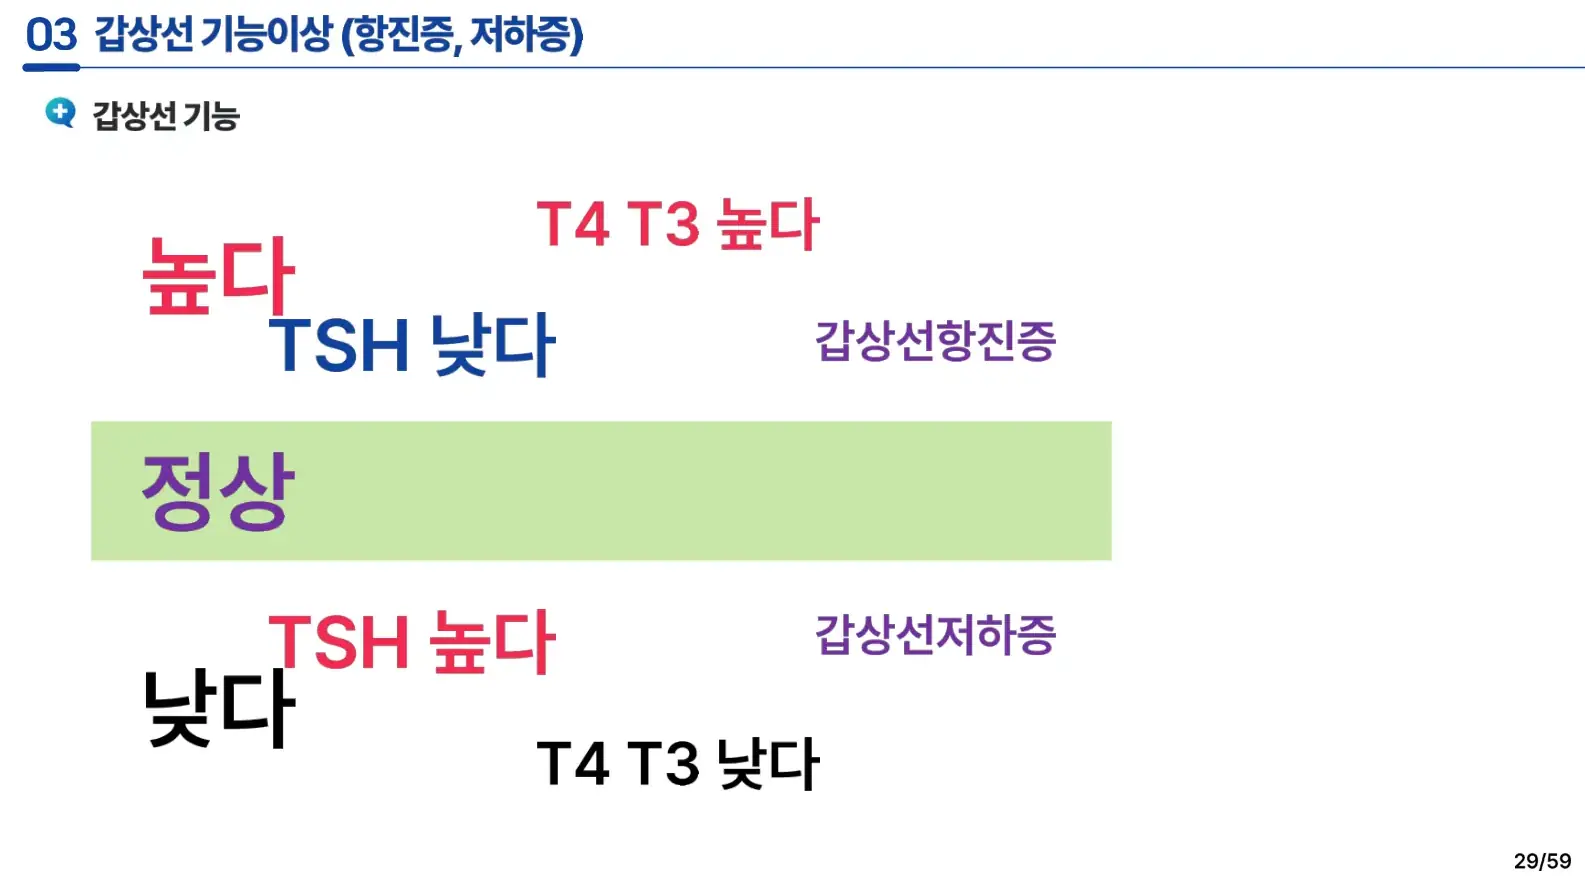 03 갑상선 기능이상 (항진증, 저하증)
갑상선 기능
T4 T3 높다
높다
TSH 낮다
갑상선항진증
정상
TSH 높다
갑상선저하증
낮다
T4 T3 낮다
29/59